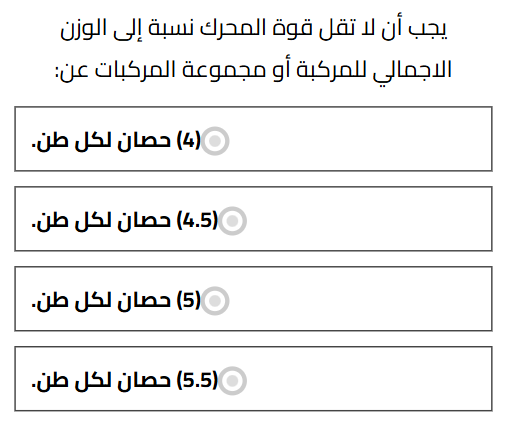 يجب أن لا تقل قوة المحرك نسبة إلى الوزن
الاجمالي للمركبة أو مجموعة المركبات عن:
(4) حصان لكل طن.
(4.5) حصان لكل طن.
(5) حصان لكل طن.
(5.5) حصان لكل طن.